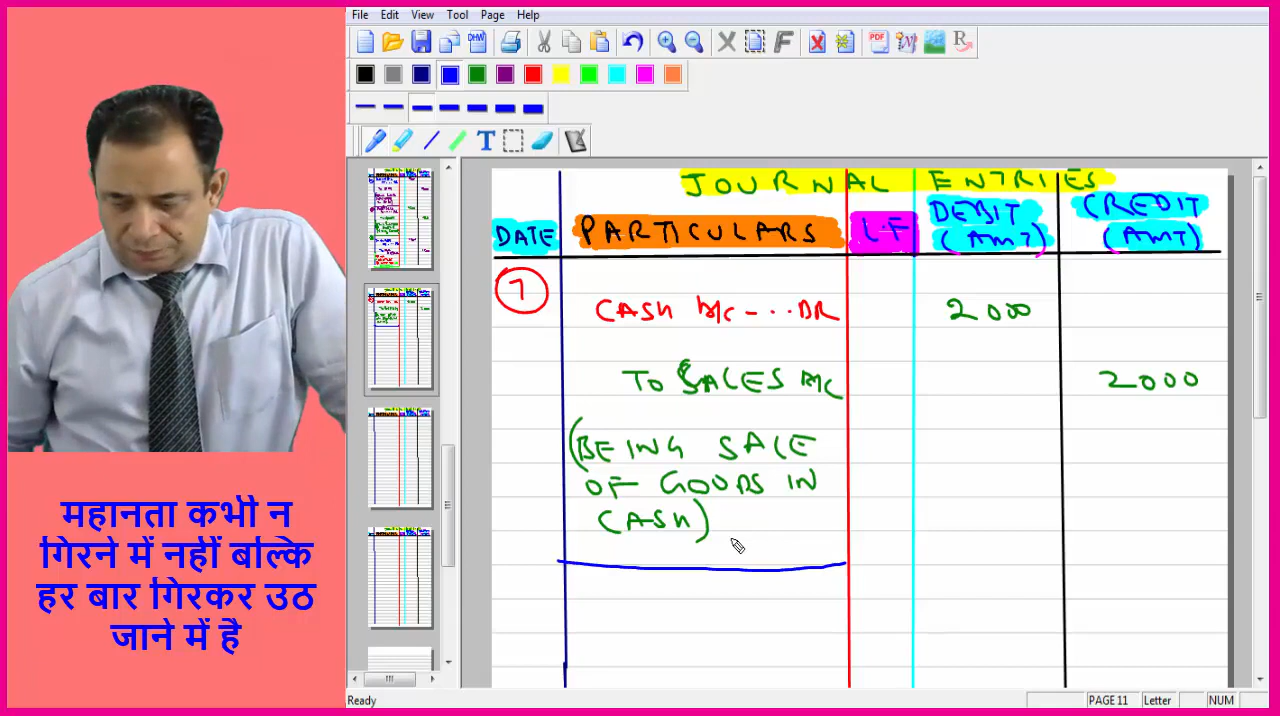 File Edit View Tool Page Help
JOURNAL ENTRIES
DATE PARTICULARS LF DEBIT (AMT) CREDIT (AMT)
7 CASH A/C -...DR 2000
TO SALES A/C 2000
(BEING SALE
OF GOODS IN
CASH)
महानता कभी न
गिरने में नहीं बल्कि
हर बार गिरकर उठ
जाने में है
Ready PAGE 11 Letter NUM